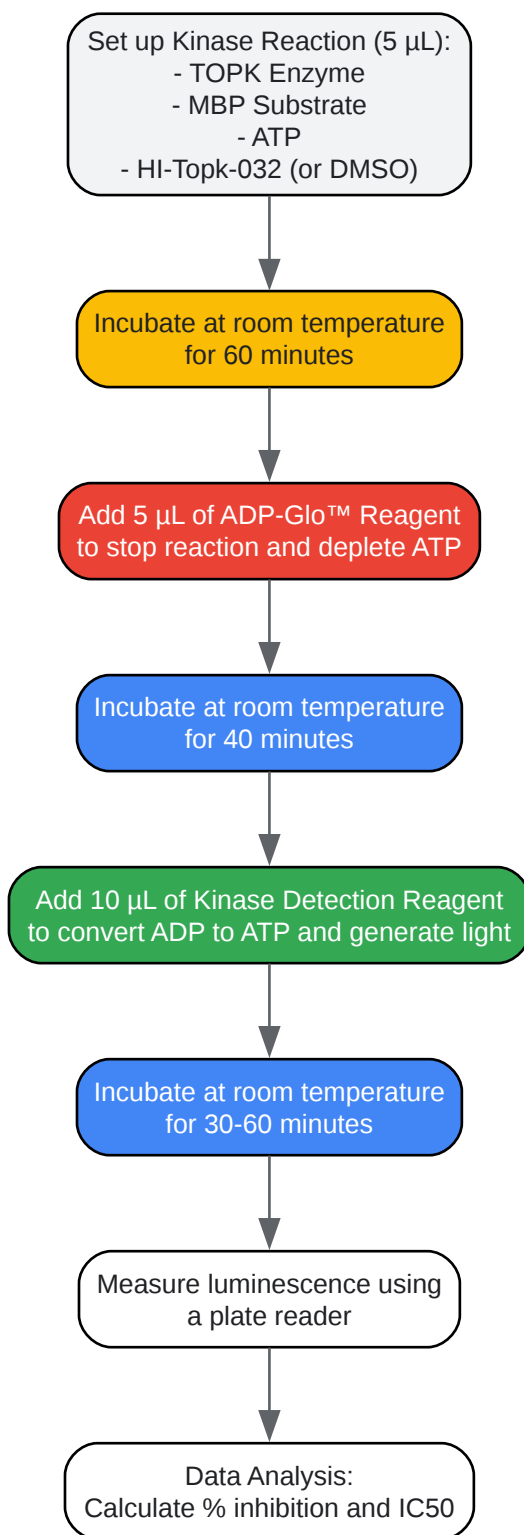 Set up Kinase Reaction (5 µL):
- TOPK Enzyme
- MBP Substrate
- ATP
- HI-Topk-032 (or DMSO)
Incubate at room temperature
for 60 minutes
Add 5 µL of ADP-Glo™ Reagent
to stop reaction and deplete ATP
Incubate at room temperature
for 40 minutes
Add 10 µL of Kinase Detection Reagent
to convert ADP to ATP and generate light
Incubate at room temperature
for 30-60 minutes
Measure luminescence using
a plate reader
Data Analysis:
Calculate % inhibition and IC50